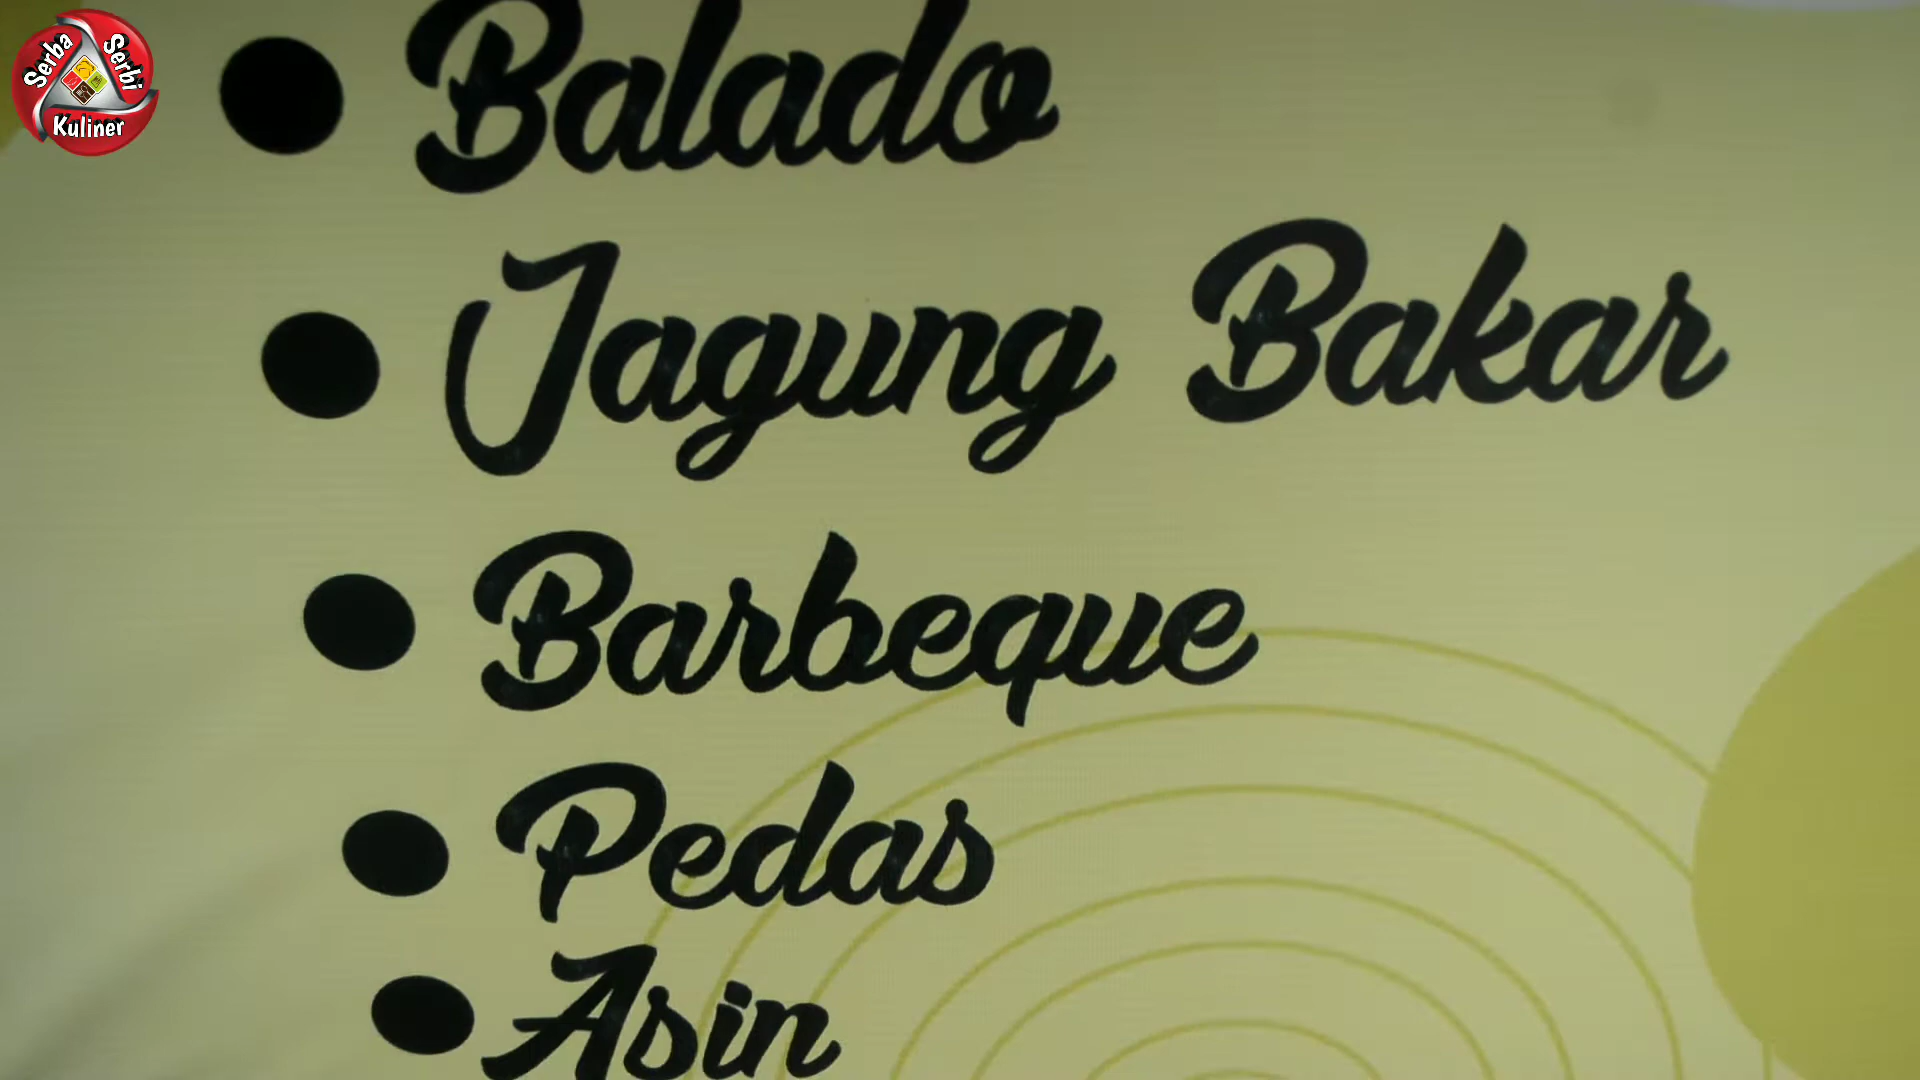 Serba Serbi
Kuliner
Balado
Jagung Bakar
Barbeque
Pedas
Asin